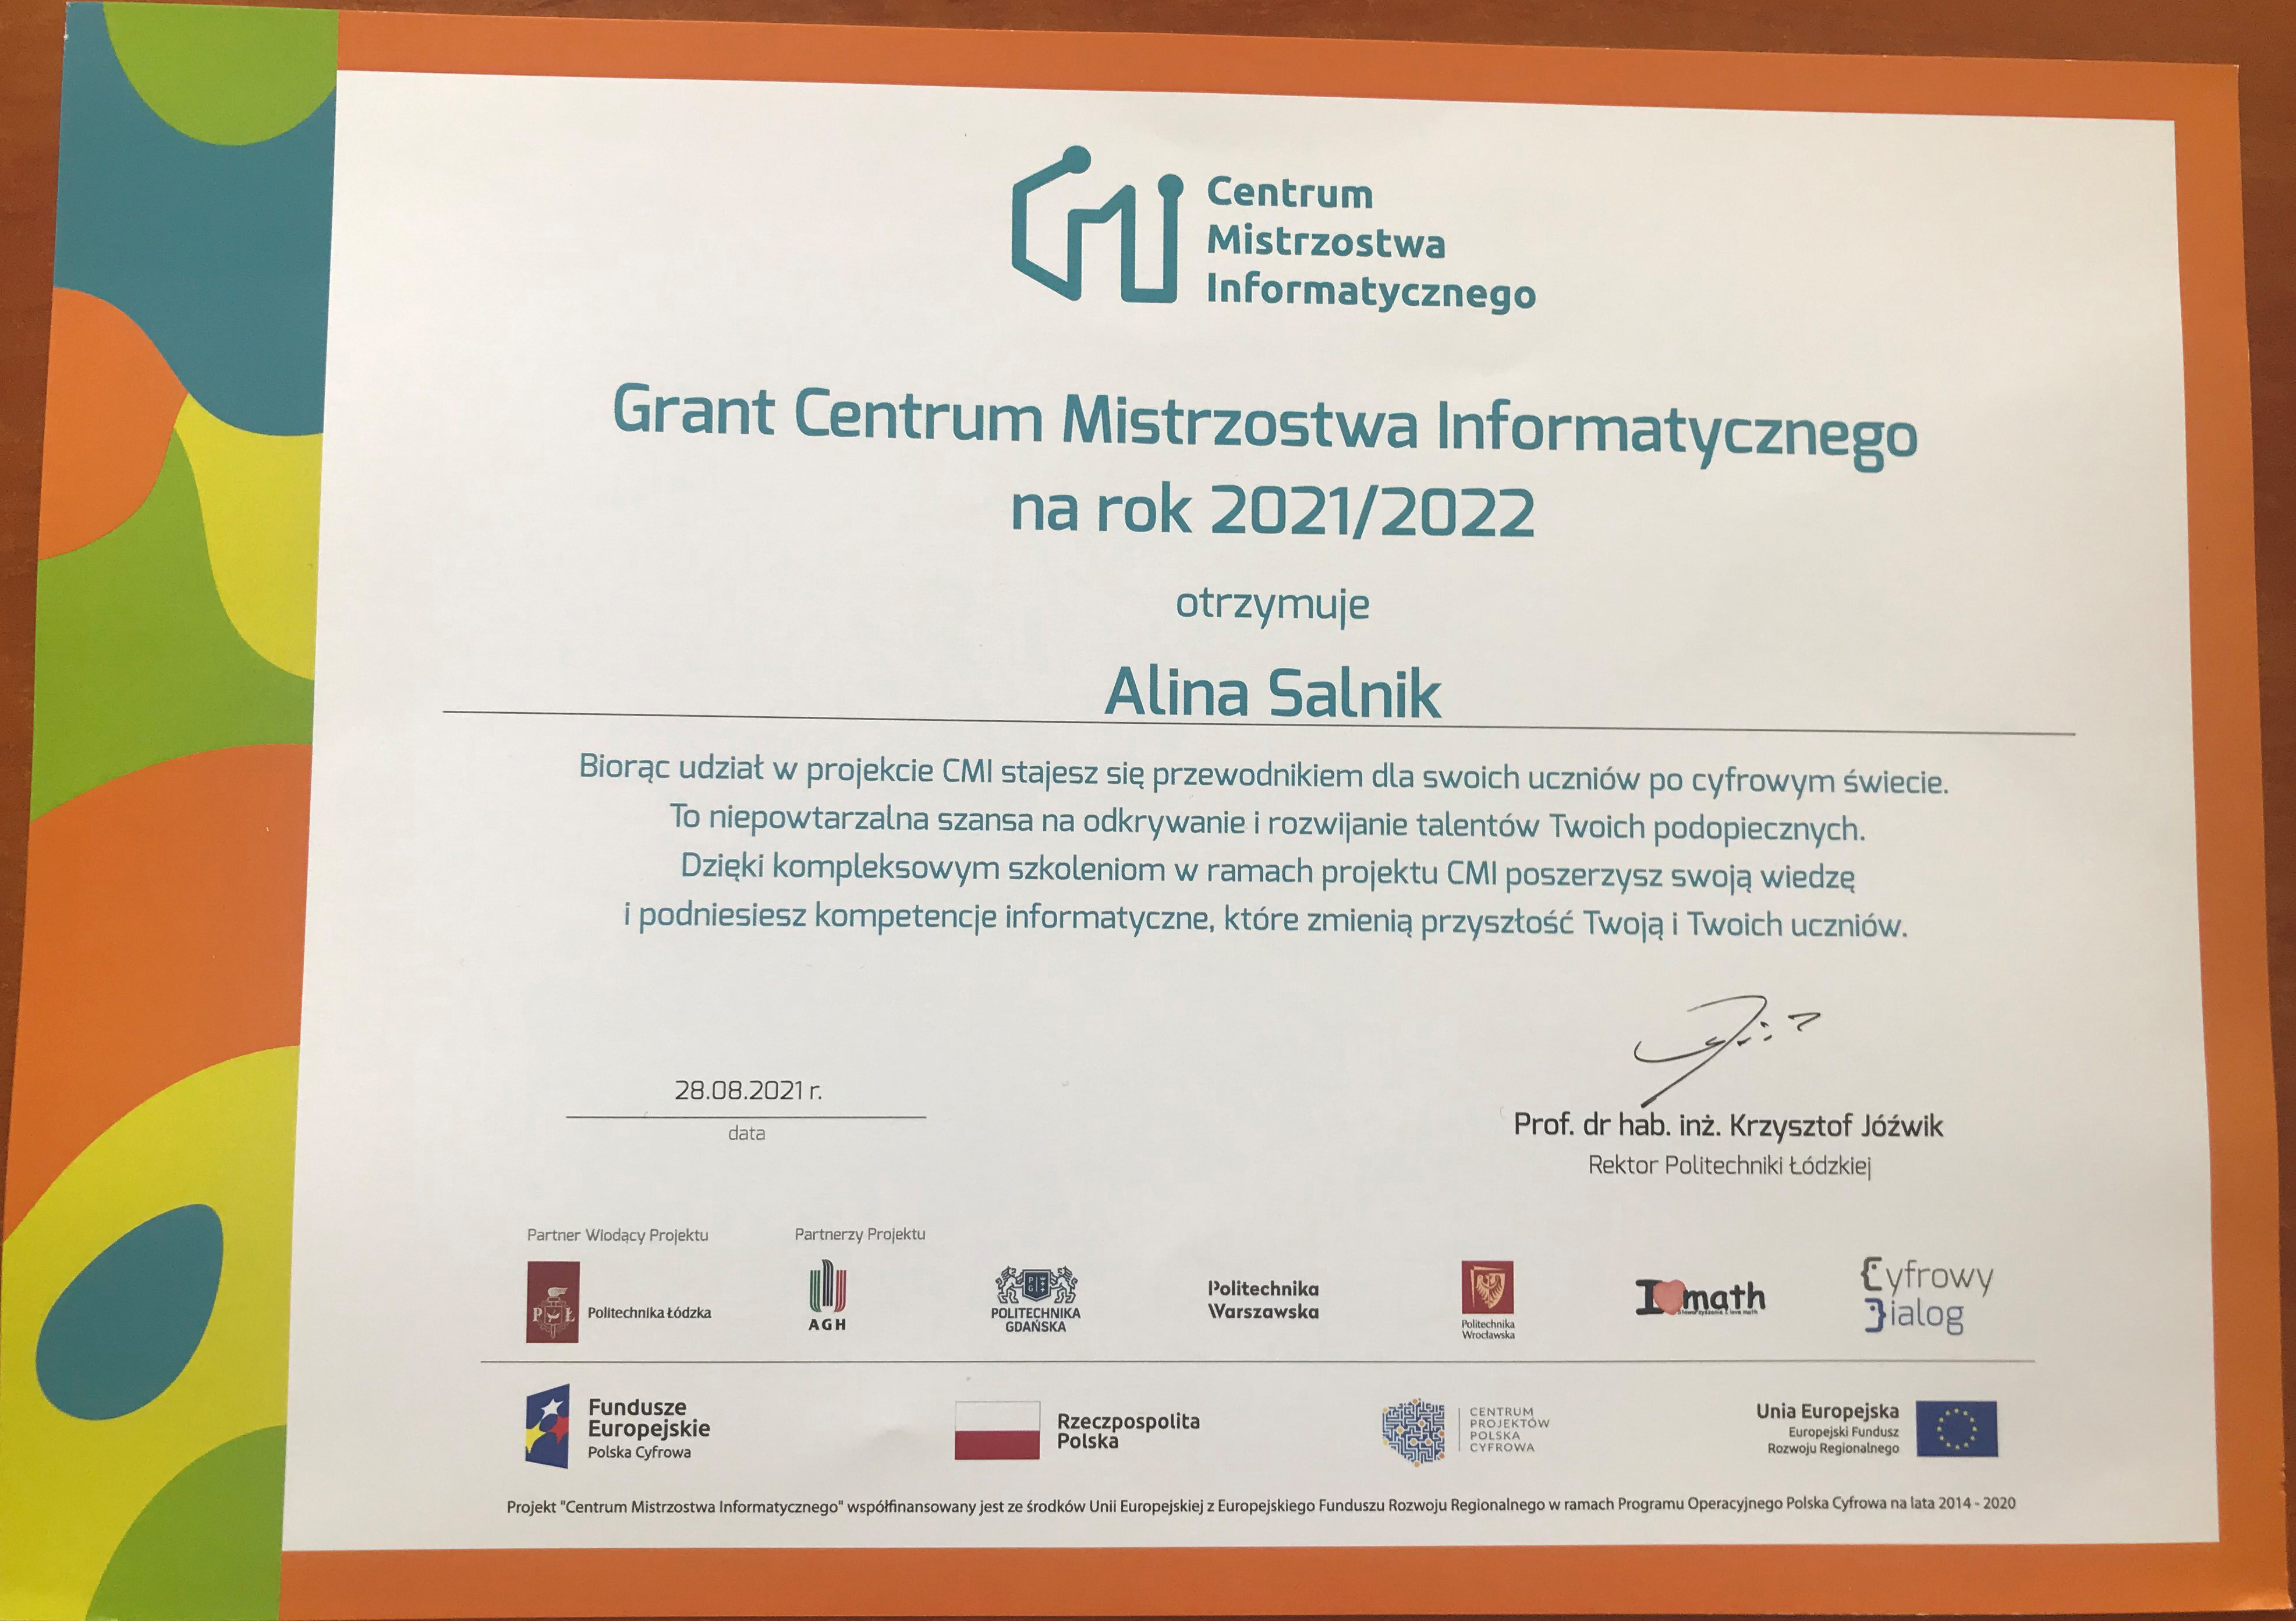 Centrum
Mistrzostwa
Informatycznego
Grant Centrum Mistrzostwa Informatycznego
na rok 2021/2022
otrzymuje
Alina Salnik
Biorąc udział w projekcie CMI stajesz się przewodnikiem dla swoich uczniów po cyfrowym świecie.
To niepowtarzalna szansa na odkrywanie i rozwijanie talentów Twoich podopiecznych.
Dzięki kompleksowym szkoleniom w ramach projektu CMI poszerzysz swoją wiedzę
i podniesiesz kompetencje informatyczne, które zmienią przyszłość Twoją i Twoich uczniów.
28.08.2021 r.
data
Prof. dr hab. inż. Krzysztof Jóźwik
Rektor Politechniki Łódzkiej
Partner Wiodący Projektu
Partnerzy Projektu
P Ł
Politechnika Łódzka
AGH
POLITECHNIKA
GDAŃSKA
Politechnika
Warszawska
Politechnika
Wrocławska
I math
Stowarzyszenie I love math
Cyfrowy
Dialog
Fundusze
Europejskie
Polska Cyfrowa
Rzeczpospolita
Polska
CENTRUM
PROJEKTÓW
POLSKA
CYFROWA
Unia Europejska
Europejski Fundusz
Rozwoju Regionalnego
Projekt "Centrum Mistrzostwa Informatycznego" współfinansowany jest ze środków Unii Europejskiej z Europejskiego Funduszu Rozwoju Regionalnego w ramach Programu Operacyjnego Polska Cyfrowa na lata 2014 - 2020